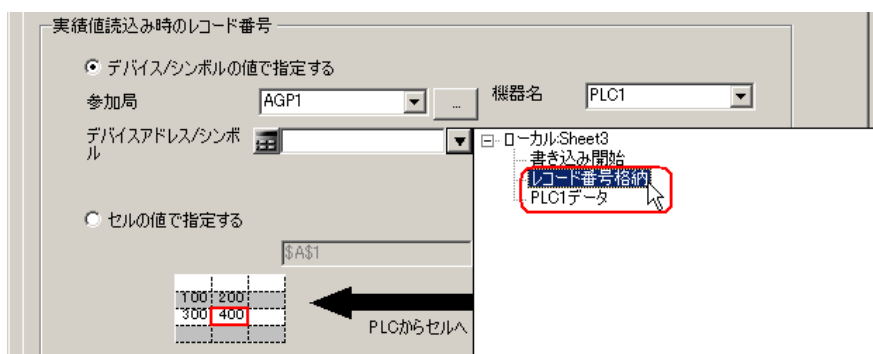 実績値読込み時のレコード番号
デバイス/シンボルの値で指定する
参加局 AGP1 ... 機器名 PLC1
デバイスアドレス/シンボル
ローカル:Sheet3
書き込み開始
レコード番号格納
PLC1データ
セルの値で指定する
$A$1
100 200
300 400
PLCからセルへ